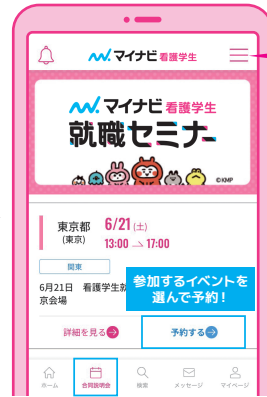 マイナビ看護学生
マイナビ看護学生
就職セミナー
©KMP
東京都
(東京)
6/21(土)
13:00 → 17:00
関東
参加するイベントを
選んで予約！
6月21日 看護学生
京会場
詳細を見る
予約する
ホーム
合同説明会
検索
メッセージ
マイページ